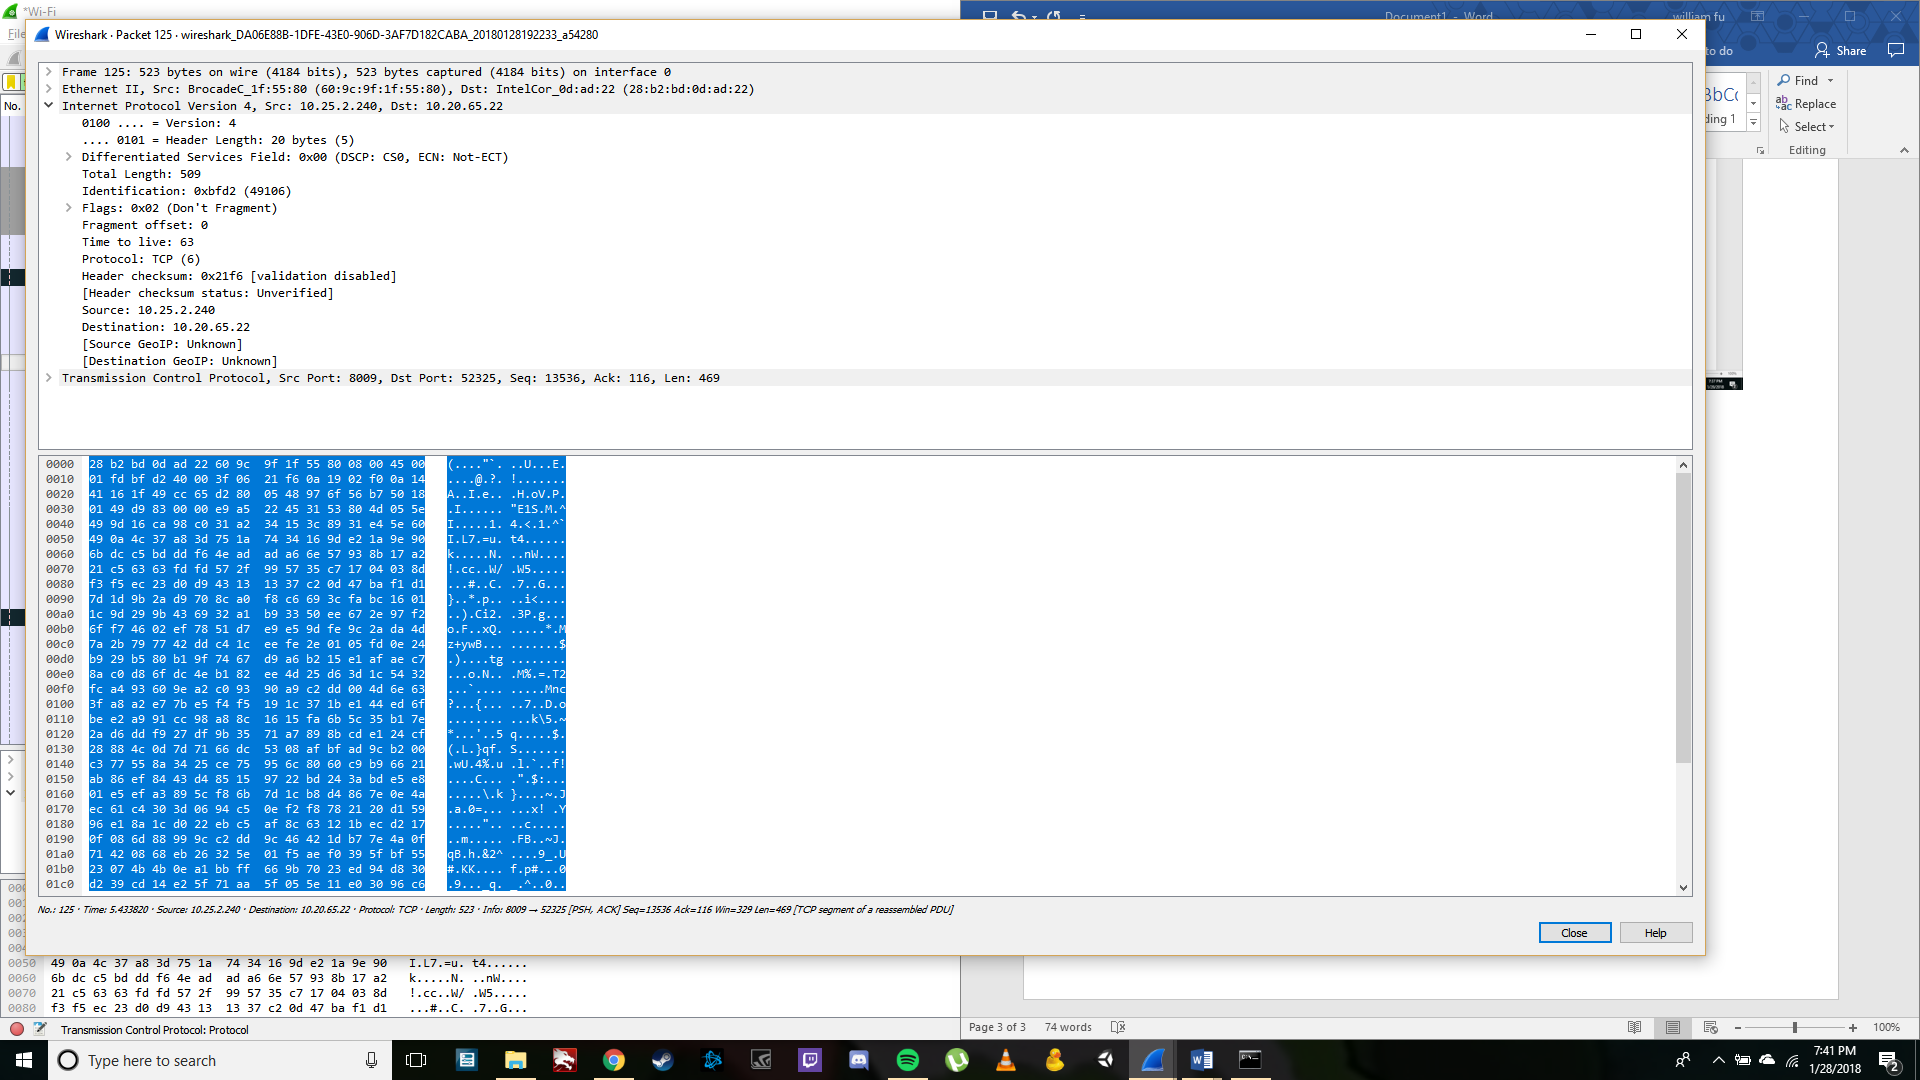 *Wi-Fi
Document1 - Word
william fu
File
Wireshark · Packet 125 · wireshark_DA06E88B-1DFE-43E0-906D-3AF7D182CABA_20180128192233_a54280
to do
Share
No.
Frame 125: 523 bytes on wire (4184 bits), 523 bytes captured (4184 bits) on interface 0
Ethernet II, Src: BrocadeC_1f:55:80 (60:9c:9f:1f:55:80), Dst: IntelCor_0d:ad:22 (28:b2:bd:0d:ad:22)
Internet Protocol Version 4, Src: 10.25.2.240, Dst: 10.20.65.22
0100 .... = Version: 4
.... 0101 = Header Length: 20 bytes (5)
Differentiated Services Field: 0x00 (DSCP: CS0, ECN: Not-ECT)
Total Length: 509
Identification: 0xbfd2 (49106)
Flags: 0x02 (Don't Fragment)
Fragment offset: 0
Time to live: 63
Protocol: TCP (6)
Header checksum: 0x21f6 [validation disabled]
[Header checksum status: Unverified]
Source: 10.25.2.240
Destination: 10.20.65.22
[Source GeoIP: Unknown]
[Destination GeoIP: Unknown]
Transmission Control Protocol, Src Port: 8009, Dst Port: 52325, Seq: 13536, Ack: 116, Len: 469
Find
Replace
Select
Editing
ding 1
0000 28 b2 bd 0d ad 22 60 9c 9f 1f 55 80 08 00 45 00 (...."`. ..U...E.
0010 01 fd bf d2 40 00 3f 06 21 f6 0a 19 02 f0 0a 14 ....@.?. !.......
0020 41 16 1f 49 cc 65 d2 80 05 48 97 6f 56 b7 50 18 A..I.e.. .H.oV.P.
0030 01 49 d9 83 00 00 e9 a5 22 45 31 53 80 4d 05 5e .I...... "E1S.M.^
0040 49 9d 16 ca 98 c0 31 a2 34 15 3c 89 31 e4 5e 60 I.....1. 4.<.1.^`
0050 49 0a 4c 37 a8 3d 75 1a 74 34 16 9d e2 1a 9e 90 I.L7.=u. t4......
0060 6b dc c5 bd dd f6 4e ad ad a6 6e 57 93 8b 17 a2 k.....N. ..nW....
0070 21 c5 63 63 fd fd 57 2f 99 57 35 c7 17 04 03 8d !.cc..W/ .W5.....
0080 f3 f5 ec 23 d0 d9 43 13 13 37 c2 0d 47 ba f1 d1 ...#..C. .7..G...
0090 7d 1d 9b 2a d9 70 8c a0 f8 c6 69 3c fa bc 16 01 }..*.p.. ..i<....
00a0 1c 9d 29 9b 43 69 32 a1 b9 33 50 ee 67 2e 97 f2 ..).Ci2. .3P.g...
00b0 6f f7 46 02 ef 78 51 d7 e9 e5 9d fe 9c 2a da 4d o.F..xQ. .....*.M
00c0 7a 2b 79 77 42 dd c4 1c ee fe 2e 01 05 fd 0e 24 z+ywB... .......$
00d0 b9 29 b5 80 b1 9f 74 67 d9 a6 b2 15 e1 af ae c7 .)....tg ........
00e0 8a c0 d8 6f dc 4e b1 82 ee 4d 25 d6 3d 1c 54 32 ...o.N.. .M%.=.T2
00f0 fc a4 93 60 9e a2 c0 93 90 a9 c2 dd 00 4d 6e 63 ...`.... .....Mnc
0100 3f a8 a2 e7 7b e5 f4 f5 19 1c 37 1b e1 44 ed 6f ?...{... ..7..D.o
0110 be e2 a9 91 cc 98 a8 8c 16 15 fa 6b 5c 35 b1 7e ........ ...k\5.~
0120 2a d6 dd f9 27 df 9b 35 71 a7 89 8b cd e1 24 cf *...'..5 q.....$.
0130 28 88 4c 0d 7d 71 66 dc 53 08 af bf ad 9c b2 00 (.L.}qf. S.......
0140 c3 77 55 8a 34 25 ce 75 95 6c 80 60 c9 b9 66 21 .wU.4%.u .l.`..f!
0150 ab 86 ef 84 43 d4 85 15 97 22 bd 24 3a bd e5 e8 ....C... .".$:...
0160 01 e5 ef a3 89 5c f8 6b 7d 1c b8 d4 86 7e 0e 4a .....\.k }....~.J
0170 ec 61 c4 30 3d 06 94 c5 0e f2 f8 78 21 20 d1 59 .a.0=... ...x! .Y
0180 96 e1 8a 1c d0 22 eb c5 af 8c 63 12 1b ec d2 17 .....".. ..c.....
0190 0f 08 6d 88 99 9c c2 dd 9c 46 42 1d b7 7e 4a 0f ..m..... .FB..~J.
01a0 71 42 08 68 eb 26 32 5e 01 f5 ae f0 39 5f bf 55 qB.h.&2^ ....9_.U
01b0 23 07 4b 4b 0e a1 bb ff 66 9b 70 23 ed 94 d8 30 #.KK.... f.p#...0
01c0 d2 39 cd 14 e2 5f 71 aa 5f 05 5e 11 e0 30 96 c6 .9..._q. _.^..0..
No.: 125 · Time: 5.433820 · Source: 10.25.2.240 · Destination: 10.20.65.22 · Protocol: TCP · Length: 523 · Info: 8009 → 52325 [PSH, ACK] Seq=13536 Ack=116 Win=329 Len=469 [TCP segment of a reassembled PDU]
Close Help
0050 49 0a 4c 37 a8 3d 75 1a 74 34 16 9d e2 1a 9e 90 I.L7.=u. t4......
0060 6b dc c5 bd dd f6 4e ad ad a6 6e 57 93 8b 17 a2 k.....N. ..nW....
0070 21 c5 63 63 fd fd 57 2f 99 57 35 c7 17 04 03 8d !.cc..W/ .W5.....
0080 f3 f5 ec 23 d0 d9 43 13 13 37 c2 0d 47 ba f1 d1 ...#..C. .7..G...
Transmission Control Protocol: Protocol
Page 3 of 3 74 words
100%
Type here to search
7:41 PM
1/28/2018
2